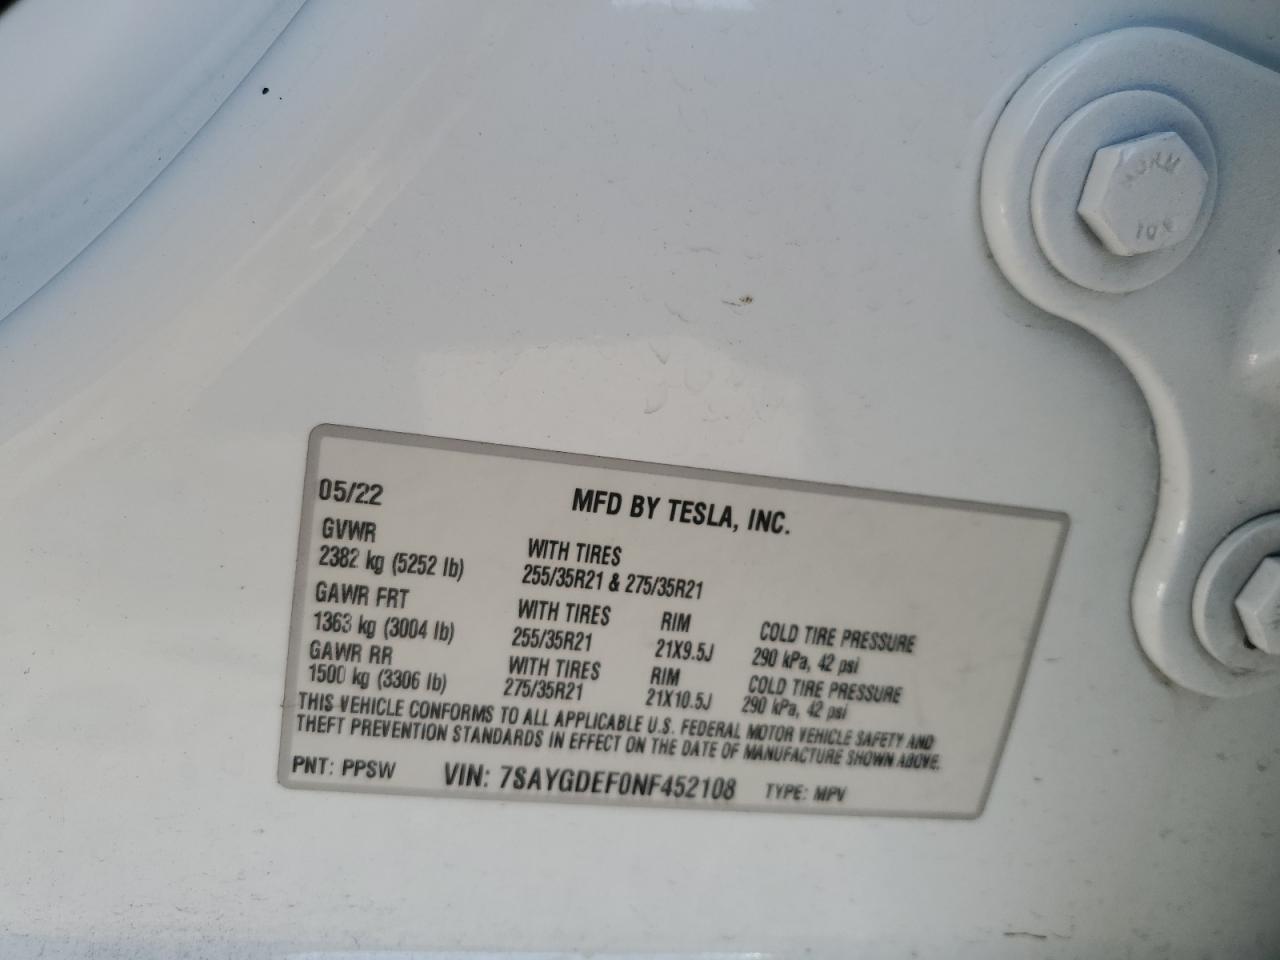 05/22 MFD BY TESLA, INC.
GVWR
2382 kg (5252 lb) WITH TIRES
255/35R21 & 275/35R21
GAWR FRT
1363 kg (3004 lb) WITH TIRES
255/35R21 RIM
21X9.5J COLD TIRE PRESSURE
290 kPa, 42 psi
GAWR RR
1500 kg (3306 lb) WITH TIRES
275/35R21 RIM
21X10.5J COLD TIRE PRESSURE
290 kPa, 42 psi
THIS VEHICLE CONFORMS TO ALL APPLICABLE U.S. FEDERAL MOTOR VEHICLE SAFETY AND
THEFT PREVENTION STANDARDS IN EFFECT ON THE DATE OF MANUFACTURE SHOWN ABOVE.
PNT: PPSW VIN: 7SAYGDEF0NF452108 TYPE: MPV